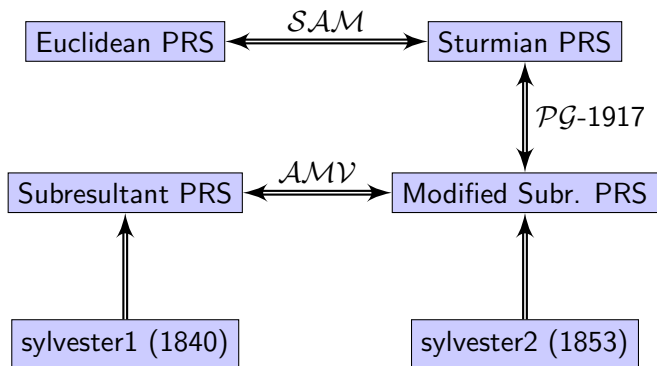 SAM
Euclidean PRS
Sturmian PRS
PG-1917
AMV
Subresultant PRS
Modified Subr. PRS
sylvester1 (1840)
sylvester2 (1853)